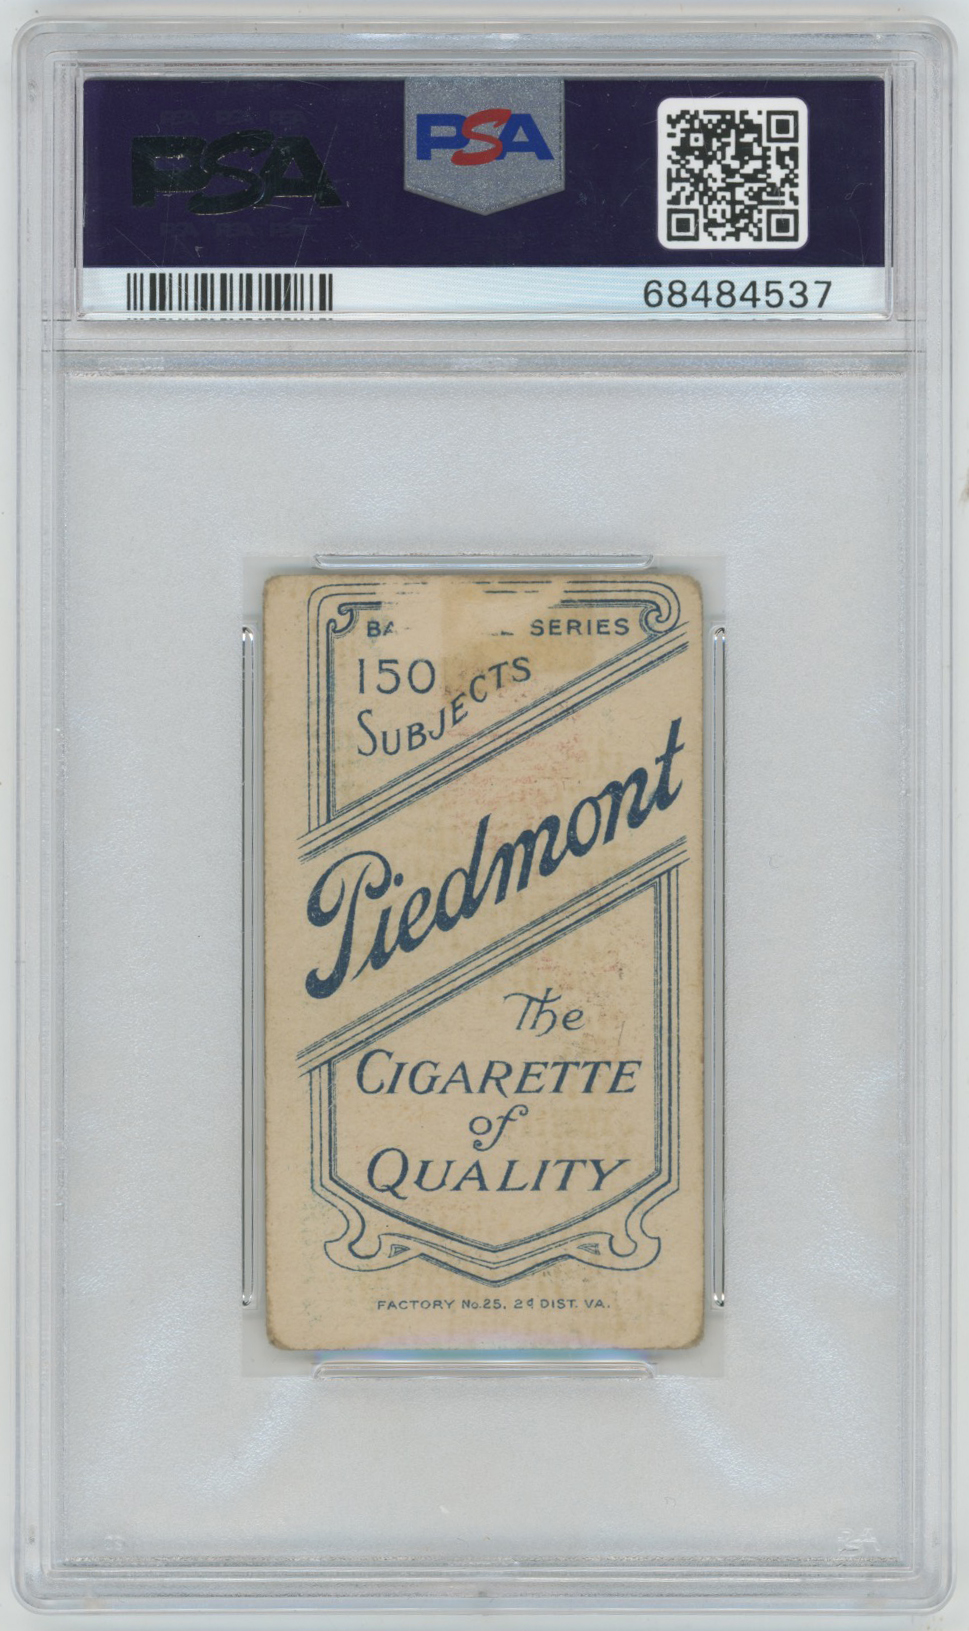 PSA
PSA
68484537
BA SERIES
150
SUBJECTS
Piedmont
The
CIGARETTE
of
QUALITY
FACTORY No.25, 2d DIST. VA.